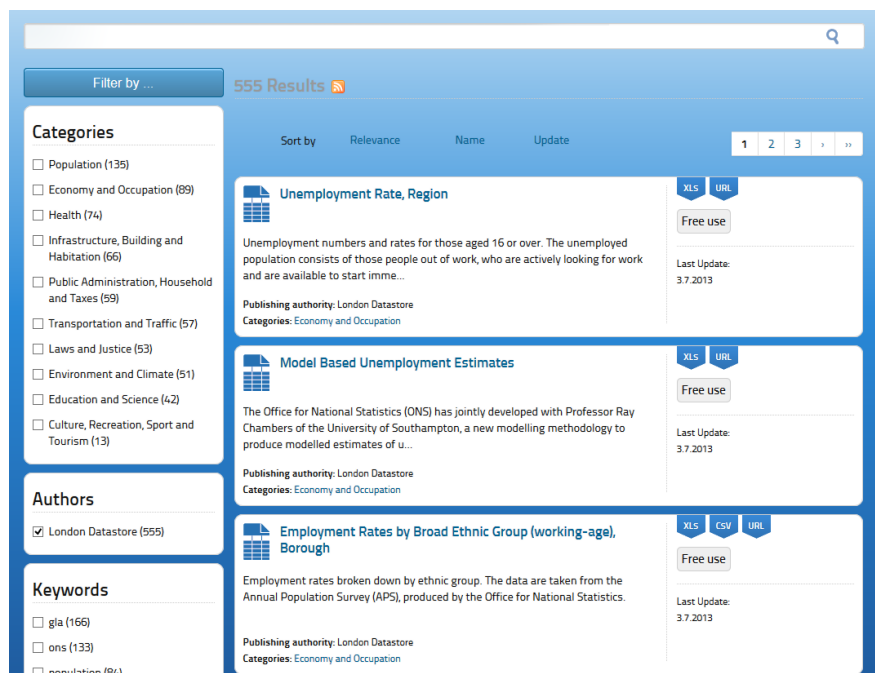 Filter by ...
555 Results
Categories
Population (135)
Economy and Occupation (89)
Health (74)
Infrastructure, Building and
Habitation (66)
Public Administration, Household
and Taxes (59)
Transportation and Traffic (57)
Laws and Justice (53)
Environment and Climate (51)
Education and Science (42)
Culture, Recreation, Sport and
Tourism (13)
Authors
London Datastore (555)
Keywords
gla (166)
ons (133)
population (84)
Sort by Relevance Name Update
1 2 3 › ››
Unemployment Rate, Region
Unemployment numbers and rates for those aged 16 or over. The unemployed
population consists of those people out of work, who are actively looking for work
and are available to start imme...
Publishing authority: London Datastore
Categories: Economy and Occupation
XLS URL
Free use
Last Update:
3.7.2013
Model Based Unemployment Estimates
The Office for National Statistics (ONS) has jointly developed with Professor Ray
Chambers of the University of Southampton, a new modelling methodology to
produce modelled estimates of u...
Publishing authority: London Datastore
Categories: Economy and Occupation
XLS URL
Free use
Last Update:
3.7.2013
Employment Rates by Broad Ethnic Group (working-age),
Borough
Employment rates broken down by ethnic group. The data are taken from the
Annual Population Survey (APS), produced by the Office for National Statistics.
Publishing authority: London Datastore
Categories: Economy and Occupation
XLS CSV URL
Free use
Last Update:
3.7.2013